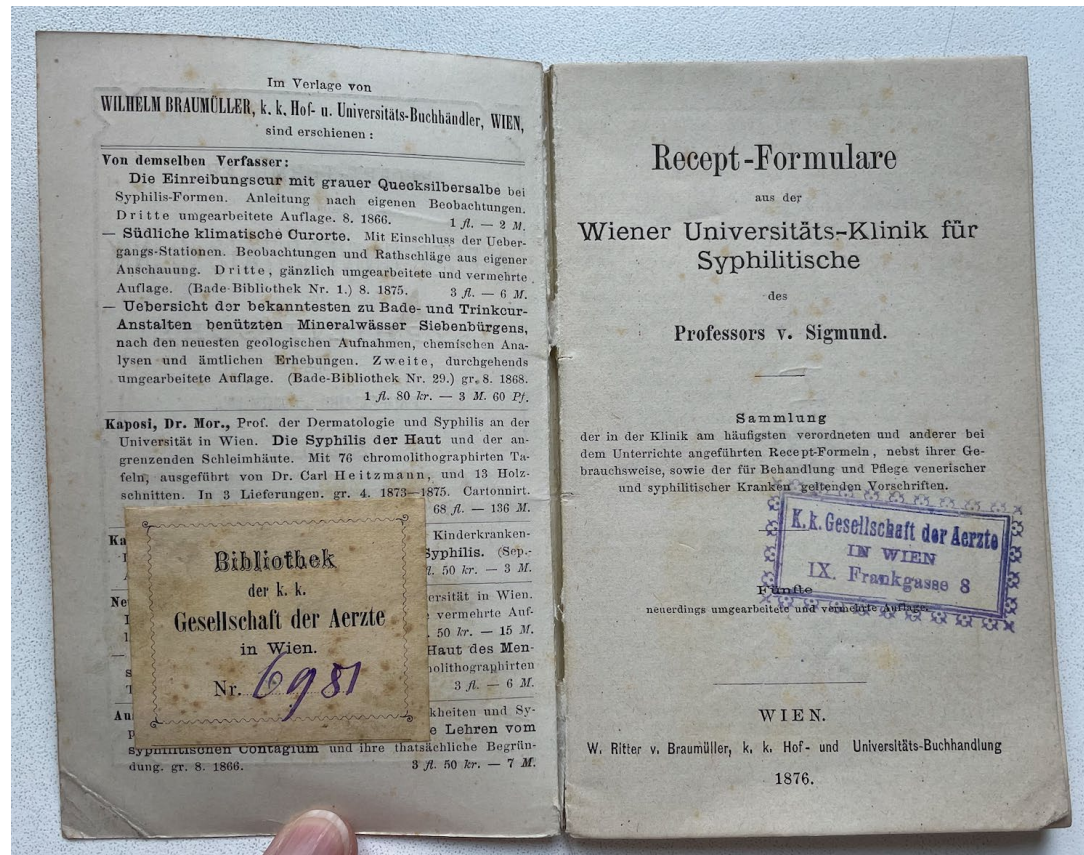 Im Verlage von
WILHELM BRAUMÜLLER, k. k. Hof- u. Universitäts-Buchhändler, WIEN,
sind erschienen:
Von demselben Verfasser:
Die Einreibungscur mit grauer Quecksilbersalbe bei
Syphilis-Formen. Anleitung nach eigenen Beobachtungen.
Dritte umgearbeitete Auflage. 8. 1866. 1 fl. — 2 M.
— Südliche klimatische Curorte. Mit Einschluss der Ueber-
gangs-Stationen. Beobachtungen und Rathschläge aus eigener
Anschauung. Dritte, gänzlich umgearbeitete und vermehrte
Auflage. (Bade-Bibliothek Nr. 1.) 8. 1875. 3 fl. — 6 M.
— Uebersicht der bekanntesten zu Bade- und Trinkcur-
Anstalten benützten Mineralwässer Siebenbürgens,
nach den neuesten geologischen Aufnahmen, chemischen Ana-
lysen und ämtlichen Erhebungen. Zweite, durchgehends
umgearbeitete Auflage. (Bade-Bibliothek Nr. 29.) gr. 8. 1868.
1 fl. 80 kr. — 3 M. 60 Pf.
Kaposi, Dr. Mor., Prof. der Dermatologie und Syphilis an der
Universität in Wien. Die Syphilis der Haut und der an-
grenzenden Schleimhäute. Mit 76 chromolithographirten Ta-
feln, ausgeführt von Dr. Carl Heitzmann, und 13 Holz-
schnitten. In 3 Lieferungen. gr. 4. 1873—1875. Cartonnirt.
68 fl. — 136 M.
Kinderkranken-
Syphilis. (Sep.-
50 kr. — 3 M.
ersität in Wien.
vermehrte Auf-
50 kr. — 15 M.
Haut des Men-
olithographirten
3 fl. — 6 M.
kheiten und Sy-
Lehren vom
syphilitischen Contagium und ihre thatsächliche Begrün-
dung. gr. 8. 1866. 3 fl. 50 kr. — 7 M.
Bibliothek
der k. k.
Gesellschaft der Aerzte
in Wien.
Nr. 6981
Recept-Formulare
aus der
Wiener Universitäts-Klinik für
Syphilitische
des
Professors v. Sigmund.
Sammlung
der in der Klinik am häufigsten verordneten und anderer bei
dem Unterrichte angeführten Recept-Formeln, nebst ihrer Ge-
brauchsweise, sowie der für Behandlung und Pflege venerischer
und syphilitischer Kranken geltenden Vorschriften.
K. k. Gesellschaft der Aerzte
IN WIEN
IX. Frankgasse 8
Fünfte
neuerdings umgearbeitete und vermehrte Auflage.
WIEN.
W. Ritter v. Braumüller, k. k. Hof- und Universitäts-Buchhandlung
1876.